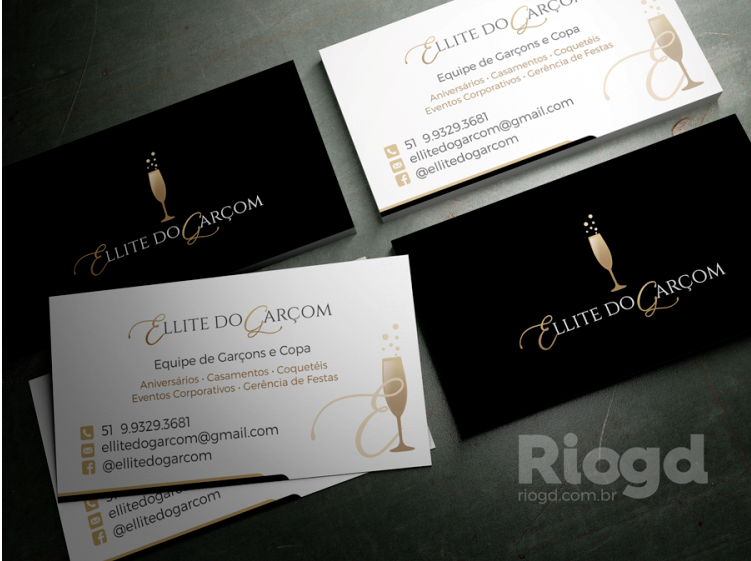 ELLITE DO GARÇOM
Equipe de Garçons e Copa
Aniversários • Casamentos • Coquetéis
Eventos Corporativos • Gerência de Festas
51 9.9329.3681
ellitedogarcom@gmail.com
@ellitedogarcom
ELLITE DO GARÇOM
ELLITE DO GARÇOM
ELLITE DO GARÇOM
Equipe de Garçons e Copa
Aniversários • Casamentos • Coquetéis
Eventos Corporativos • Gerência de Festas
51 9.9329.3681
ellitedogarcom@gmail.com
@ellitedogarcom
@ellitedogarcom
Riogd
riogd.com.br